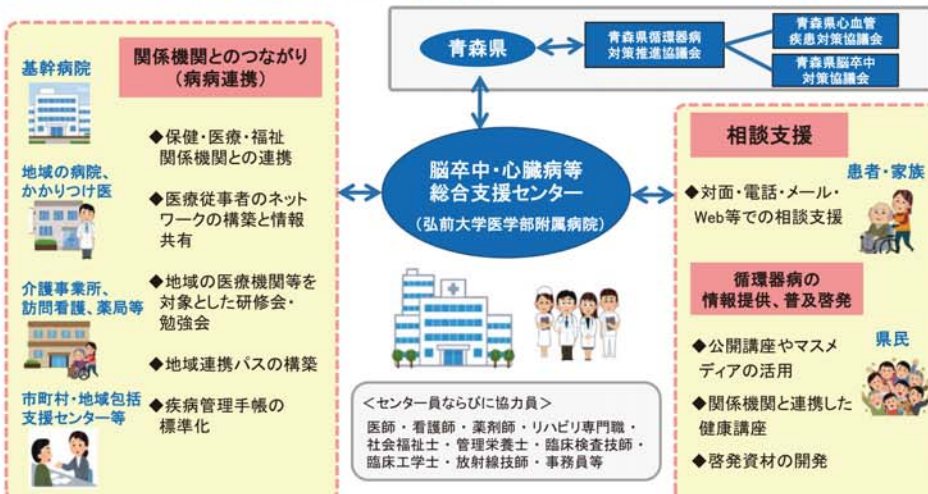 青森県
青森県循環器病
対策推進協議会
青森県心血管
疾患対策協議会
青森県脳卒中
対策協議会
基幹病院
地域の病院、
かかりつけ医
介護事業所、
訪問看護、薬局等
市町村・地域包括
支援センター等
関係機関とのつながり
(病病連携)
◆保健・医療・福祉
関係機関との連携
◆医療従事者のネット
ワークの構築と情報
共有
◆地域の医療機関等を
対象とした研修会・
勉強会
◆地域連携パスの構築
◆疾病管理手帳の
標準化
脳卒中・心臓病等
総合支援センター
(弘前大学医学部附属病院)
<センター員ならびに協力員>
医師・看護師・薬剤師・リハビリ専門職・
社会福祉士・管理栄養士・臨床検査技師・
臨床工学士・放射線技師・事務員等
相談支援
患者・家族
◆対面・電話・メール・
Web等での相談支援
循環器病の
情報提供、普及啓発
県民
◆公開講座やマスメ
ディアの活用
◆関係機関と連携した
健康講座
◆啓発資材の開発